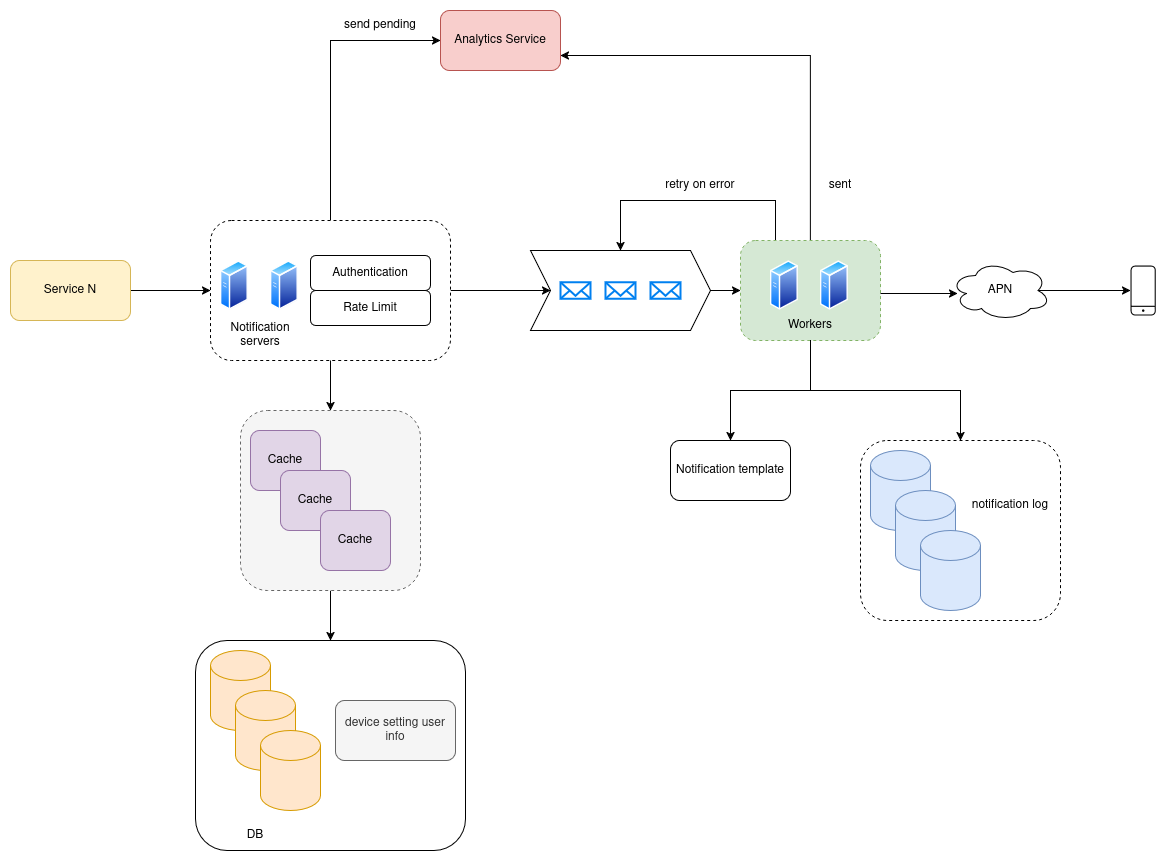 send pending
Analytics Service
retry on error
sent
Service N
Authentication
Rate Limit
Notification
servers
Workers
APN
Cache
Cache
Cache
Notification template
notification log
device setting user
info
DB